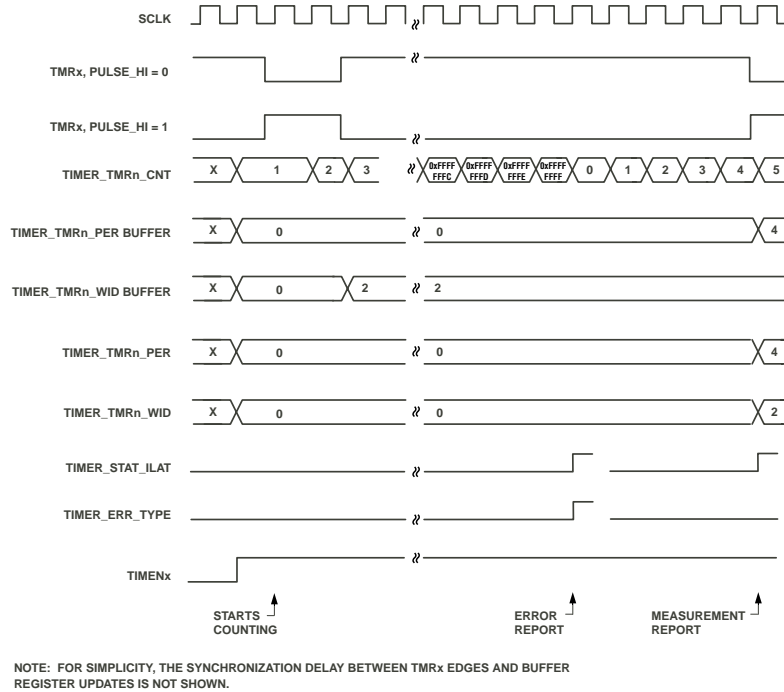 SCLK
TMRx, PULSE_HI = 0
TMRx, PULSE_HI = 1
TIMER_TMRn_CNT X 1 2 3 0xFFFF FFFC 0xFFFF FFFD 0xFFFF FFFE 0xFFFF FFFF 0 1 2 3 4 5
TIMER_TMRn_PER BUFFER X 0 0 4
TIMER_TMRn_WID BUFFER X 0 2 2
TIMER_TMRn_PER X 0 0 4
TIMER_TMRn_WID X 0 0 2
TIMER_STAT_ILAT
TIMER_ERR_TYPE
TIMENx
STARTS COUNTING
ERROR REPORT
MEASUREMENT REPORT
NOTE: FOR SIMPLICITY, THE SYNCHRONIZATION DELAY BETWEEN TMRx EDGES AND BUFFER
REGISTER UPDATES IS NOT SHOWN.